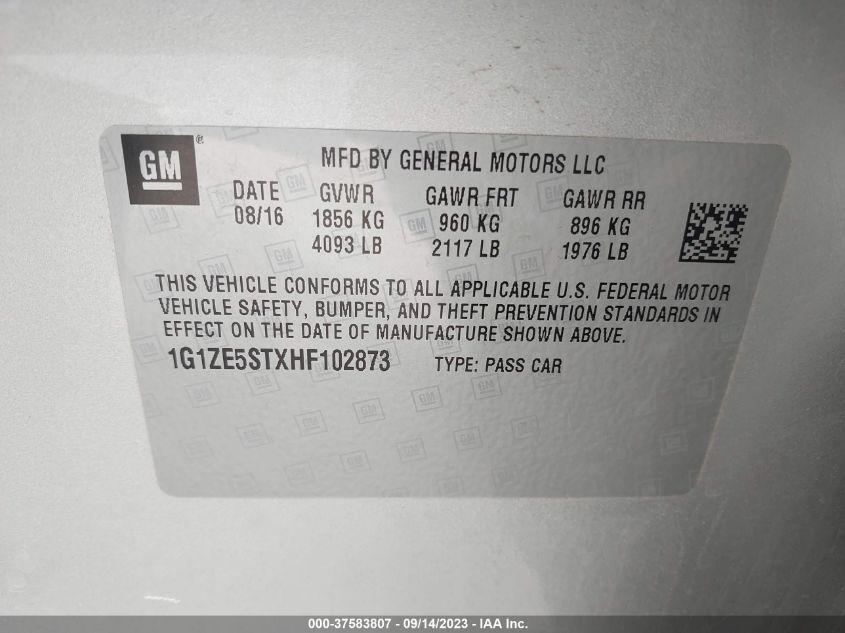 GM
®
MFD BY GENERAL MOTORS LLC
DATE GVWR GAWR FRT GAWR RR
08/16 1856 KG 960 KG 896 KG
4093 LB 2117 LB 1976 LB
THIS VEHICLE CONFORMS TO ALL APPLICABLE U.S. FEDERAL MOTOR
VEHICLE SAFETY, BUMPER, AND THEFT PREVENTION STANDARDS IN
EFFECT ON THE DATE OF MANUFACTURE SHOWN ABOVE.
1G1ZE5STXHF102873 TYPE: PASS CAR
000-37583807 - 09/14/2023 - IAA Inc.